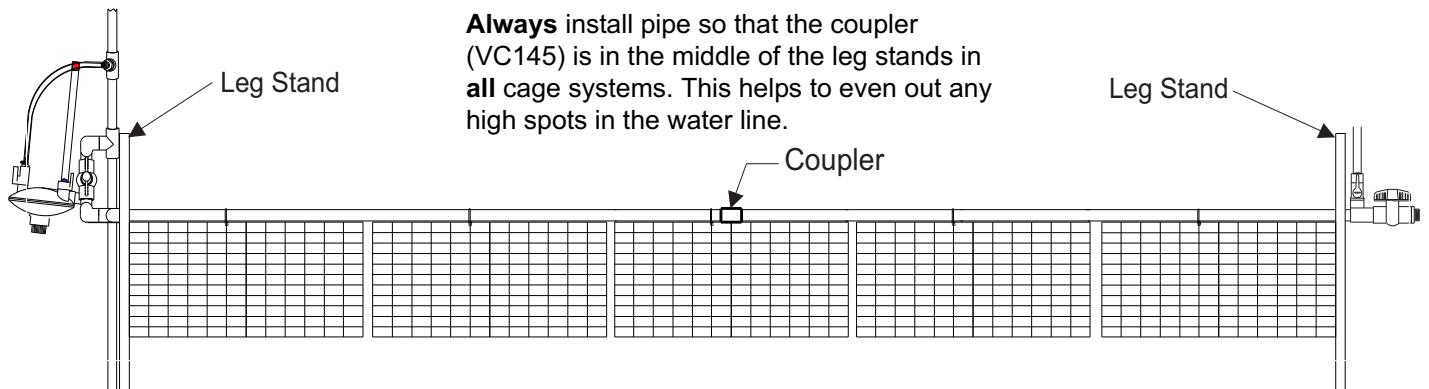 Always install pipe so that the coupler
(VC145) is in the middle of the leg stands in
all cage systems. This helps to even out any
high spots in the water line.
Leg Stand
Leg Stand
Coupler